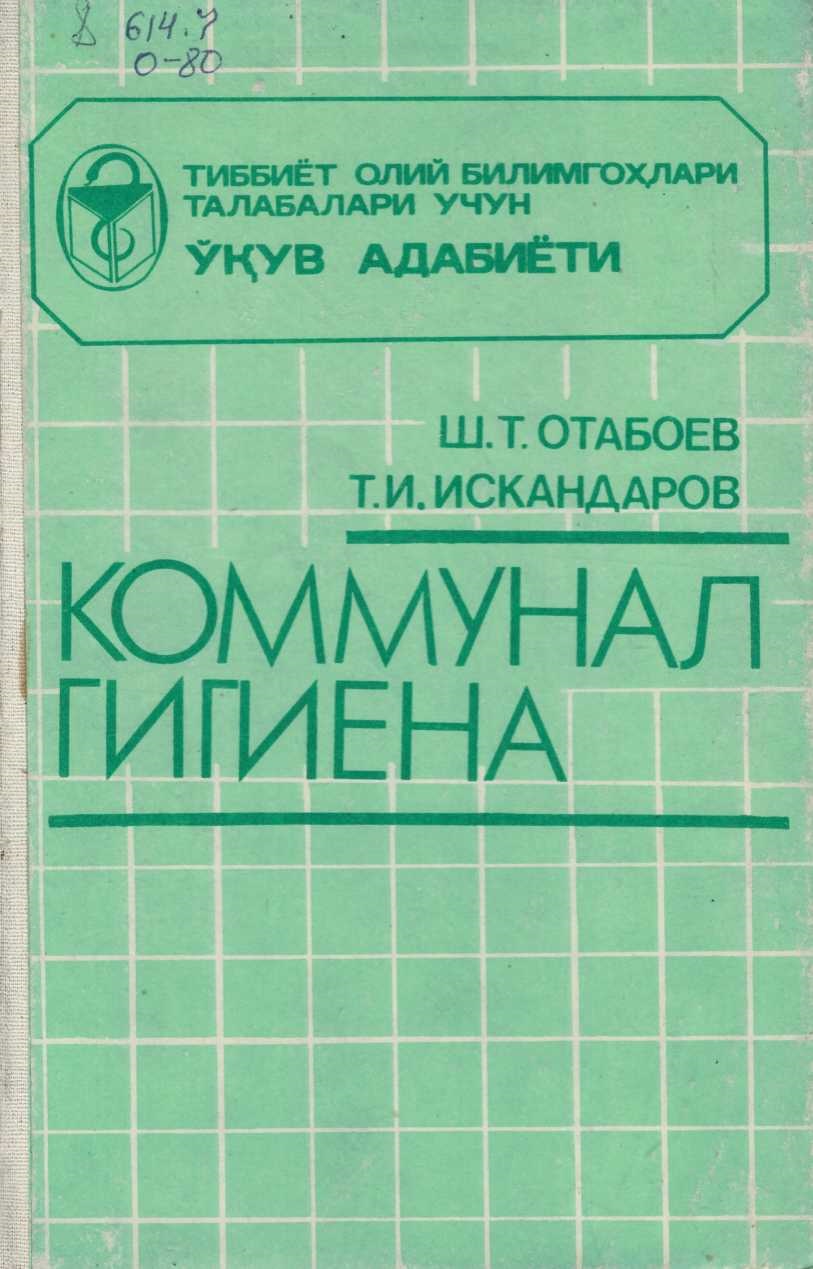 614.7
О-80
ТИББИЁТ ОЛИЙ БИЛИМГОҲЛАРИ
ТАЛАБАЛАРИ УЧУН
ЎҚУВ АДАБИЁТИ
Ш.Т. ОТАБОЕВ
Т.И. ИСКАНДАРОВ
КОММУНАЛ
ГИГИЕНА